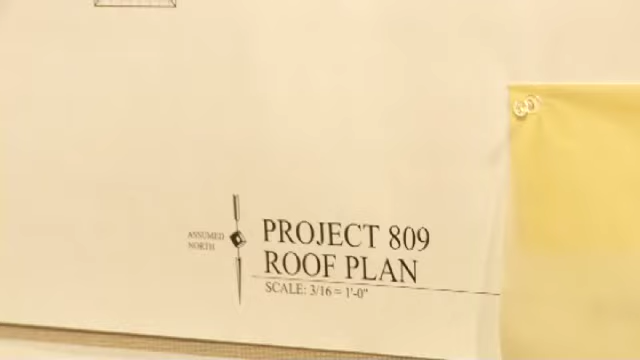 ASSUMED
NORTH
PROJECT 809
ROOF PLAN
SCALE: 3/16 = 1'-0"